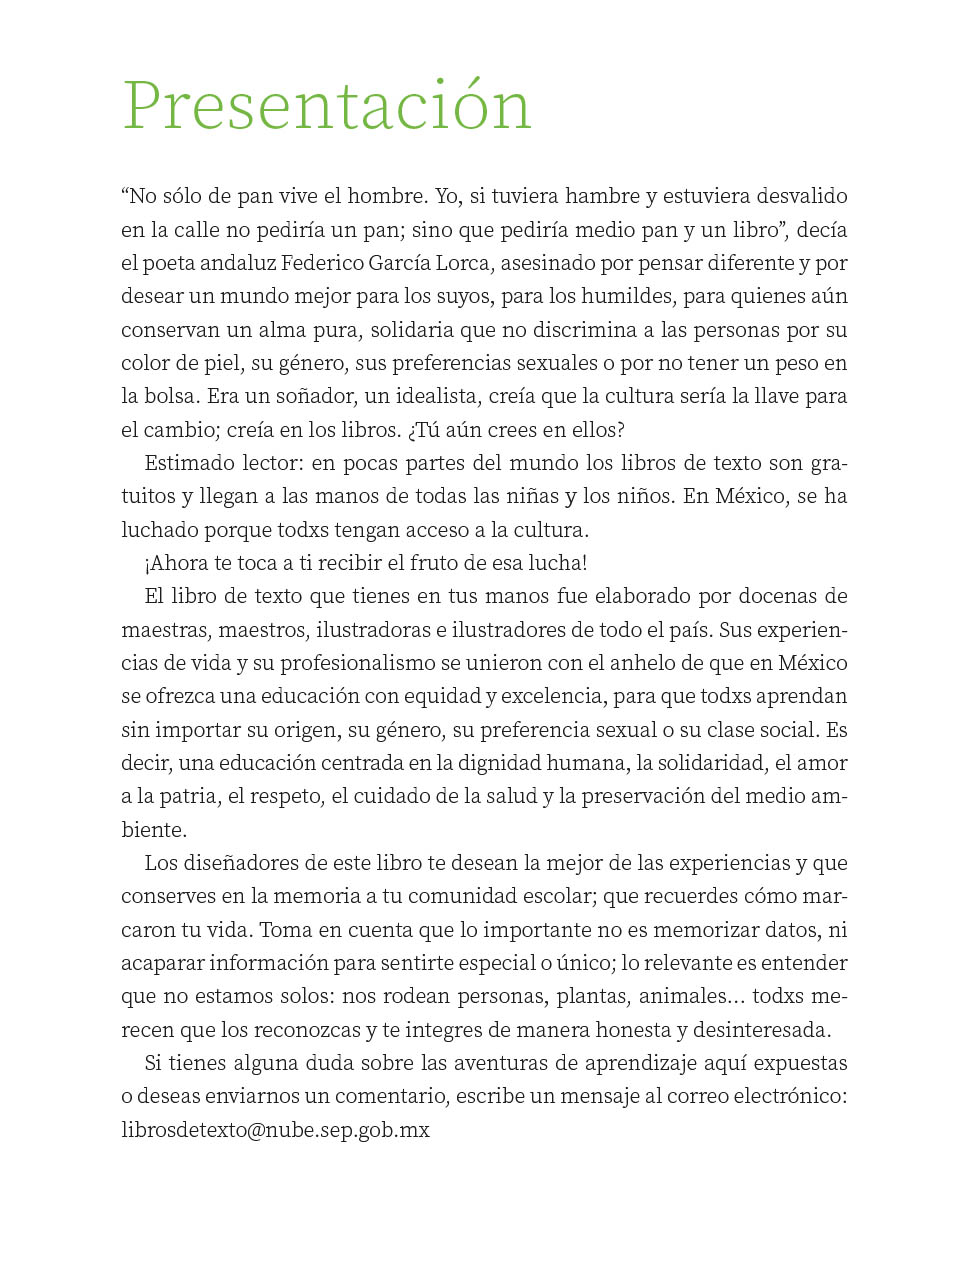 Presentación
“No sólo de pan vive el hombre. Yo, si tuviera hambre y estuviera desvalido
en la calle no pediría un pan; sino que pediría medio pan y un libro”, decía
el poeta andaluz Federico García Lorca, asesinado por pensar diferente y por
desear un mundo mejor para los suyos, para los humildes, para quienes aún
conservan un alma pura, solidaria que no discrimina a las personas por su
color de piel, su género, sus preferencias sexuales o por no tener un peso en
la bolsa. Era un soñador, un idealista, creía que la cultura sería la llave para
el cambio; creía en los libros. ¿Tú aún crees en ellos?
Estimado lector: en pocas partes del mundo los libros de texto son gra-
tuitos y llegan a las manos de todas las niñas y los niños. En México, se ha
luchado porque todxs tengan acceso a la cultura.
¡Ahora te toca a ti recibir el fruto de esa lucha!
El libro de texto que tienes en tus manos fue elaborado por docenas de
maestras, maestros, ilustradoras e ilustradores de todo el país. Sus experien-
cias de vida y su profesionalismo se unieron con el anhelo de que en México
se ofrezca una educación con equidad y excelencia, para que todxs aprendan
sin importar su origen, su género, su preferencia sexual o su clase social. Es
decir, una educación centrada en la dignidad humana, la solidaridad, el amor
a la patria, el respeto, el cuidado de la salud y la preservación del medio am-
biente.
Los diseñadores de este libro te desean la mejor de las experiencias y que
conserves en la memoria a tu comunidad escolar; que recuerdes cómo mar-
caron tu vida. Toma en cuenta que lo importante no es memorizar datos, ni
acaparar información para sentirte especial o único; lo relevante es entender
que no estamos solos: nos rodean personas, plantas, animales... todxs me-
recen que los reconozcas y te integres de manera honesta y desinteresada.
Si tienes alguna duda sobre las aventuras de aprendizaje aquí expuestas
o deseas enviarnos un comentario, escribe un mensaje al correo electrónico:
librosdetexto@nube.sep.gob.mx